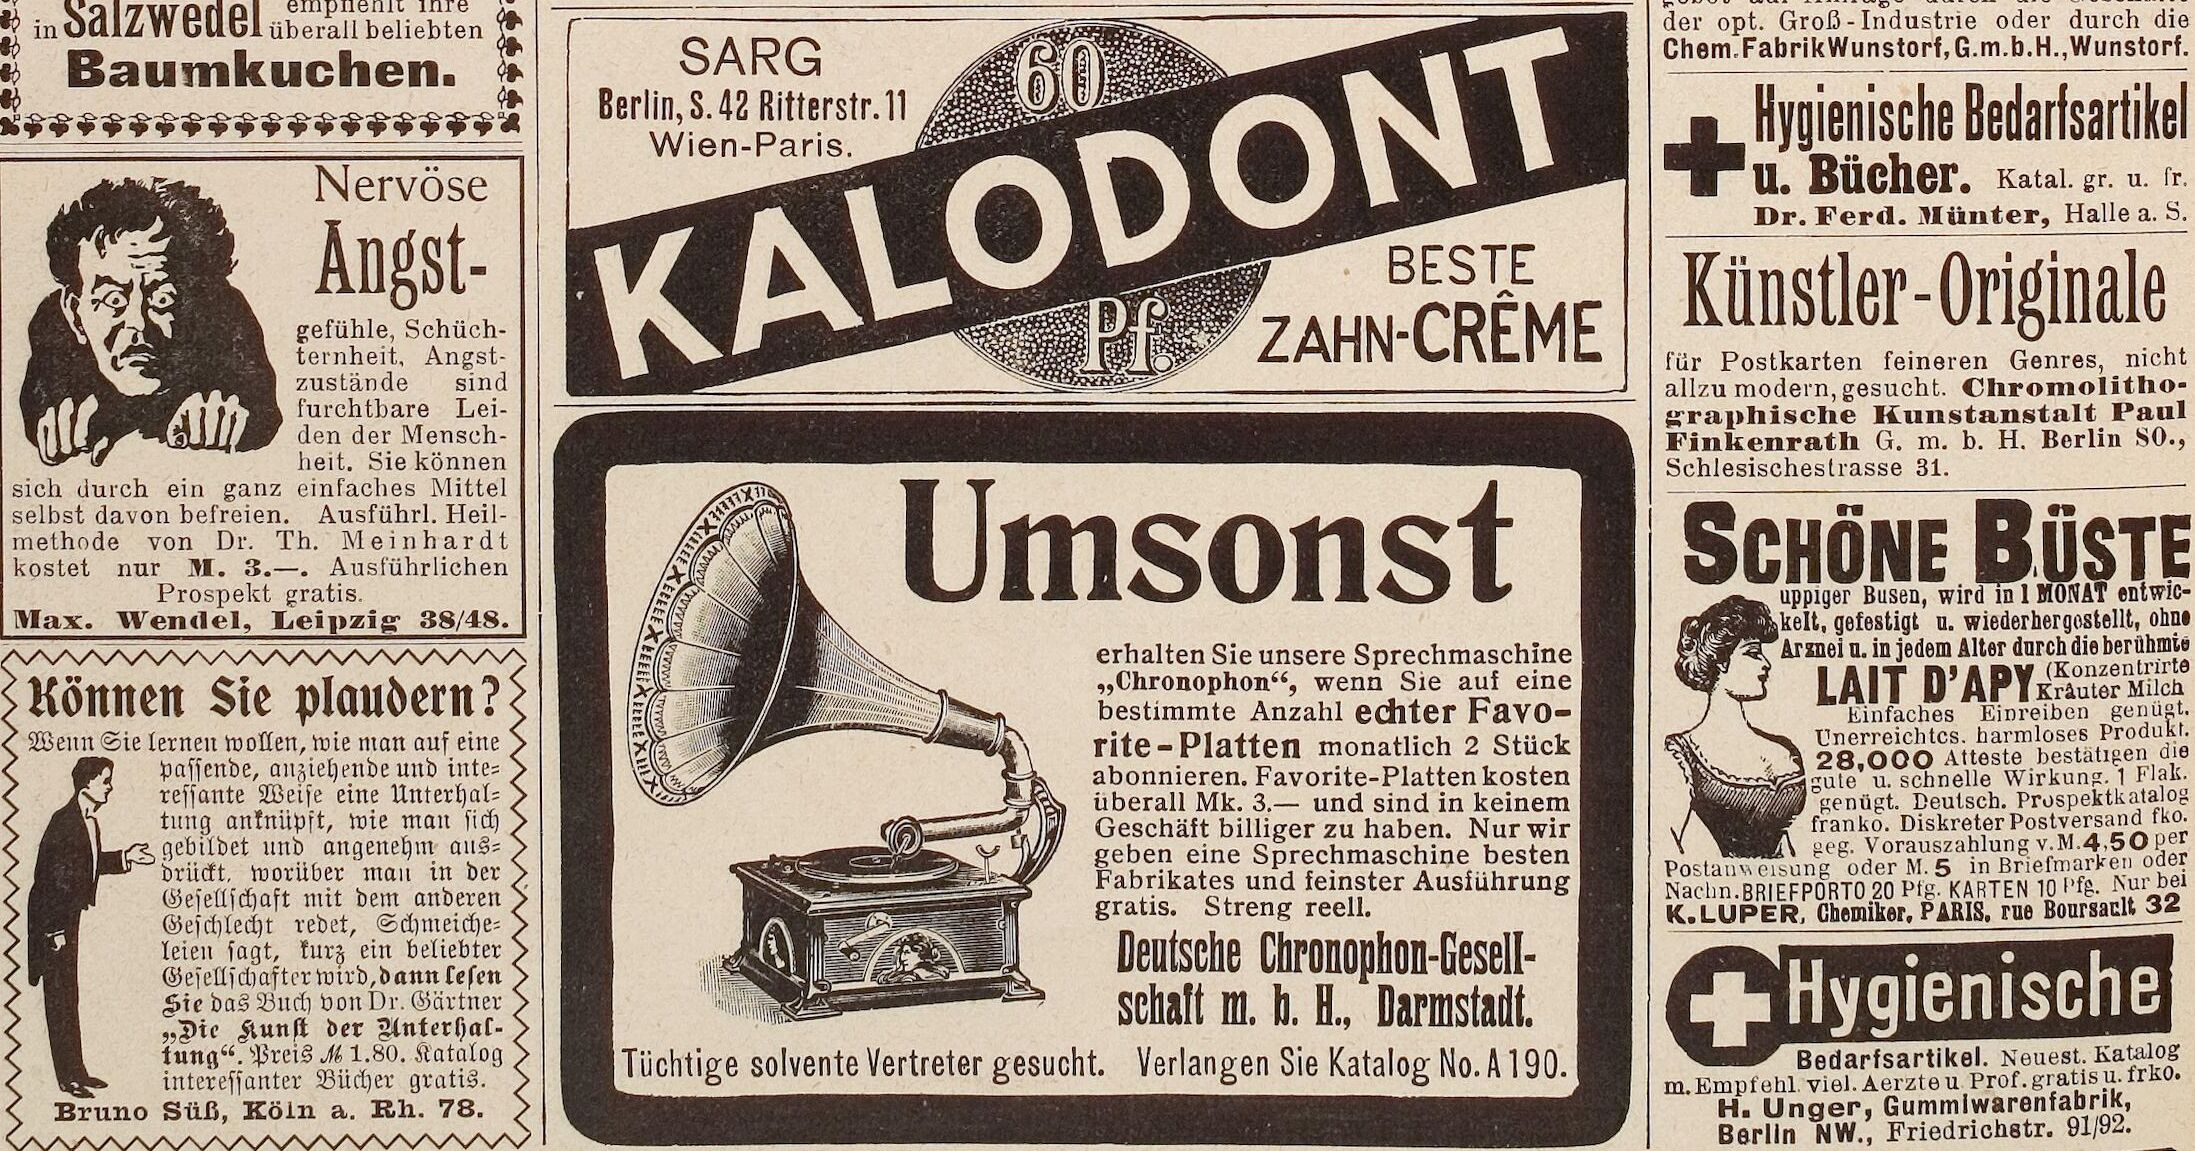 empfiehlt ihre
in Salzwedel überall beliebten
Baumkuchen.
Nervöse
Angst-
gefühle, Schüch-
ternheit, Angst-
zustände sind
furchtbare Lei-
den der Mensch-
heit. Sie können
sich durch ein ganz einfaches Mittel
selbst davon befreien. Ausführl. Heil-
methode von Dr. Th. Meinhardt
kostet nur M. 3.—. Ausführlichen
Prospekt gratis.
Max. Wendel, Leipzig 38/48.
Können Sie plaudern?
Wenn Sie lernen wollen, wie man auf eine
passende, anziehende und inte-
ressante Weise eine Unterhal-
tung anknüpft, wie man sich
gebildet und angenehm aus-
drückt, worüber man in der
Gesellschaft mit dem anderen
Geschlecht redet, Schmeiche-
leien sagt, kurz ein beliebter
Gesellschafter wird, dann lesen
Sie das Buch von Dr. Gärtner
„Die Kunst der Unterhal-
tung“. Preis M 1.80. Katalog
interessanter Bücher gratis.
Bruno Süß, Köln a. Rh. 78.
SARG
Berlin, S. 42 Ritterstr. 11
Wien-Paris.
60
KALODONT
Pf.
BESTE
ZAHN-CRÊME
Umsonst
erhalten Sie unsere Sprechmaschine
„Chronophon“, wenn Sie auf eine
bestimmte Anzahl echter Favo-
rite-Platten monatlich 2 Stück
abonnieren. Favorite-Platten kosten
überall Mk. 3.— und sind in keinem
Geschäft billiger zu haben. Nur wir
geben eine Sprechmaschine besten
Fabrikates und feinster Ausführung
gratis. Streng reell.
Deutsche Chronophon-Gesell-
schaft m. b. H., Darmstadt.
Tüchtige solvente Vertreter gesucht. Verlangen Sie Katalog No. A 190.
der opt. Groß-Industrie oder durch die
Chem. Fabrik Wunstorf, G.m.b.H., Wunstorf.
Hygienische Bedarfsartikel
u. Bücher. Katal. gr. u. fr.
Dr. Ferd. Münter, Halle a. S.
Künstler-Originale
für Postkarten feineren Genres, nicht
allzu modern, gesucht. Chromolitho-
graphische Kunstanstalt Paul
Finkenrath G. m. b. H. Berlin SO.,
Schlesischestrasse 31.
SCHÖNE BÜSTE
üppiger Busen, wird in 1 MONAT entwic-
kelt, gefestigt u. wiederhergestellt, ohne
Arznei u. in jedem Alter durch die berühmte
LAIT D'APY (Konzentrirte
Kräuter Milch
Einfaches Einreiben genügt.
Unerreichtes, harmloses Produkt.
28,000 Atteste bestätigen die
gute u. schnelle Wirkung. 1 Flak.
genügt. Deutsch. Prospektkatalog
franko. Diskreter Postversand fko.
geg. Vorauszahlung v. M. 4,50 per
Postanweisung oder M. 5 in Briefmarken oder
Nachn. BRIEFPORTO 20 Pfg. KARTEN 10 Pfg. Nur bei
K. LUPER, Chemiker, PARIS, rue Boursault 32
Hygienische
Bedarfsartikel. Neuest. Katalog
m. Empfehl. viel. Aerzte u. Prof. gratis u. frko.
H. Unger, Gummiwarenfabrik,
Berlin NW., Friedrichstr. 91/92.